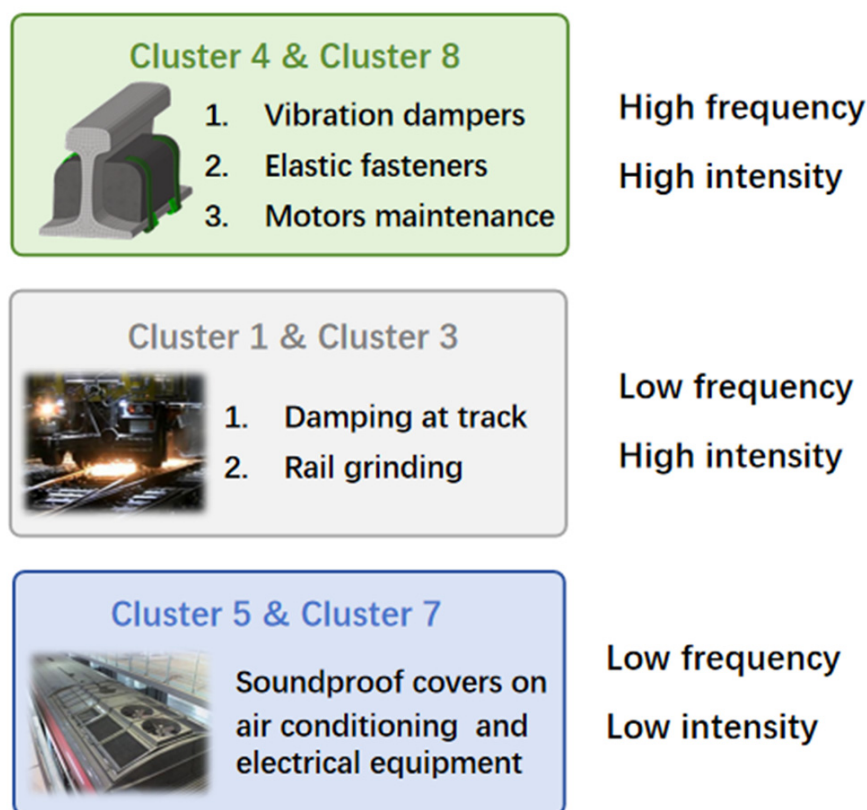 Cluster 4 & Cluster 8
1. Vibration dampers
2. Elastic fasteners
3. Motors maintenance
High frequency
High intensity
Cluster 1 & Cluster 3
1. Damping at track
2. Rail grinding
Low frequency
High intensity
Cluster 5 & Cluster 7
Soundproof covers on
air conditioning and
electrical equipment
Low frequency
Low intensity